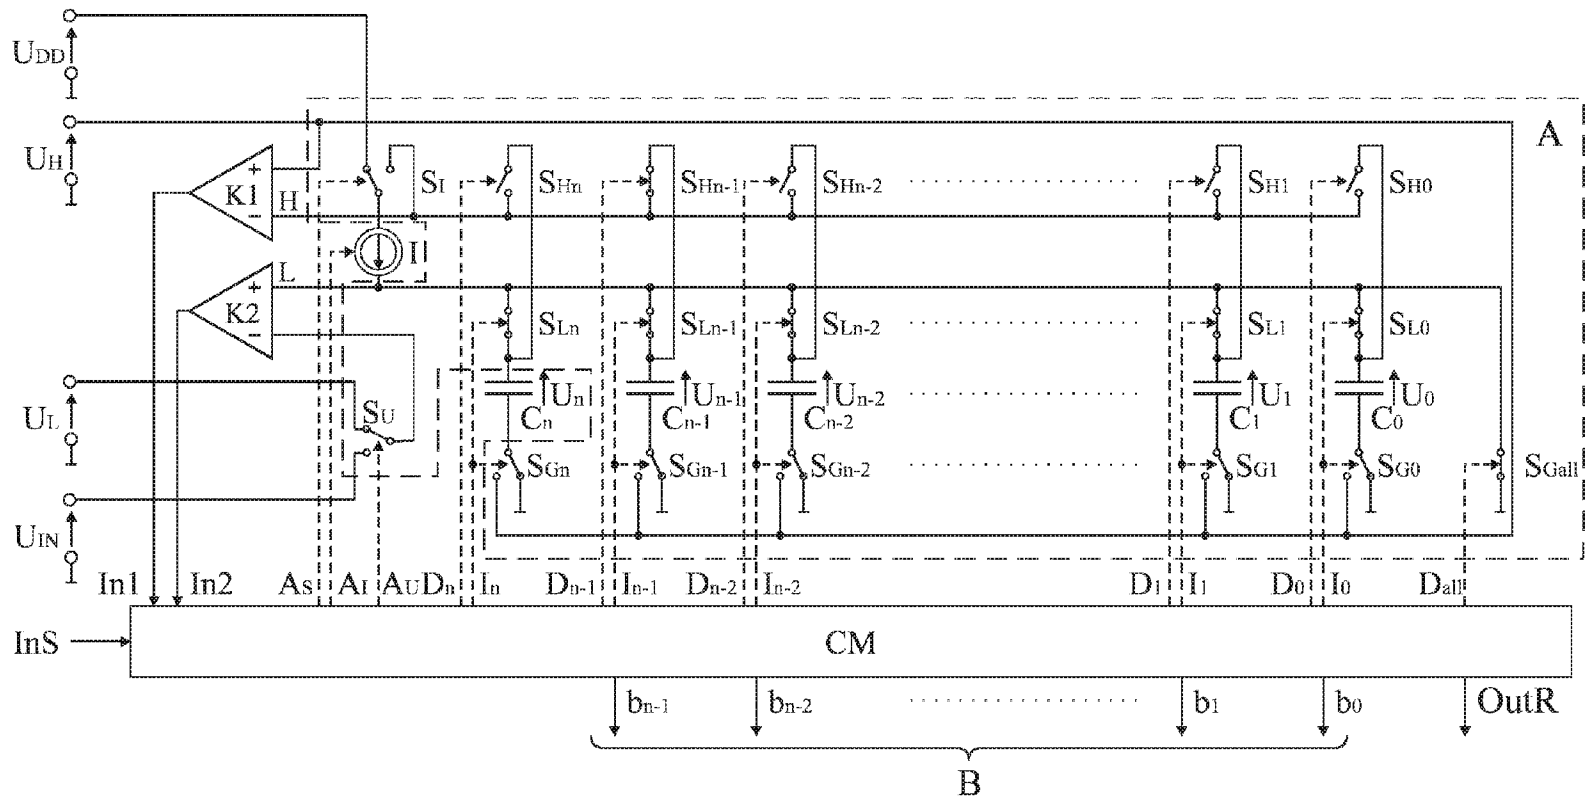 UDD
UH
A
K1
+
−
H
SI
SHn
SHn-1
SHn-2
SH1
SH0
I
L
K2
+
−
SLn
SLn-1
SLn-2
SL1
SL0
UL
SU
Un
Un-1
Un-2
U1
U0
Cn
Cn-1
Cn-2
C1
C0
SGn
SGn-1
SGn-2
SG1
SG0
SGall
UIN
In1 In2 AS AI AU Dn In Dn-1 In-1 Dn-2 In-2 D1 I1 D0 I0 Dall
InS
CM
bn-1 bn-2 b1 b0 OutR
B